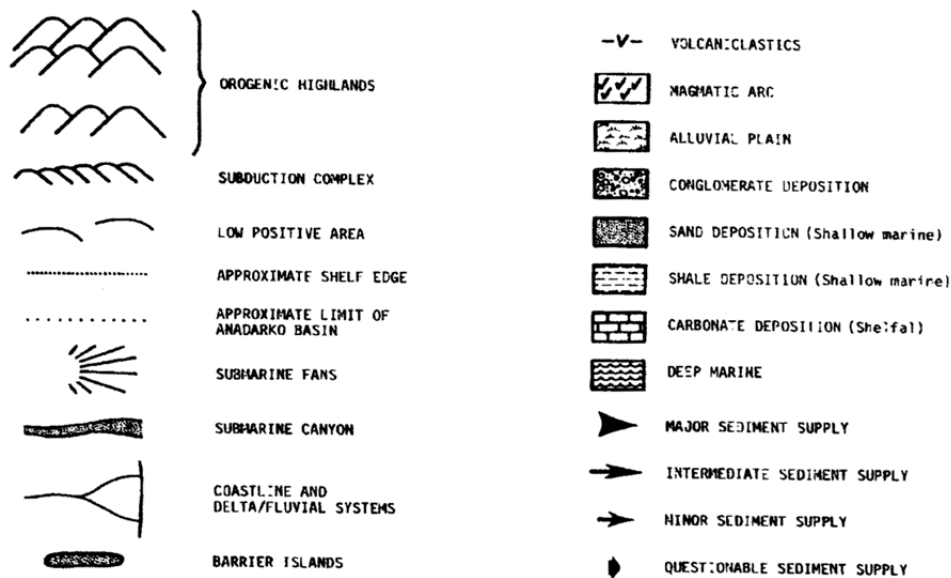 OROGENIC HIGHLANDS
SUBDUCTION COMPLEX
LOW POSITIVE AREA
APPROXIMATE SHELF EDGE
APPROXIMATE LIMIT OF
ANADARKO BASIN
SUBMARINE FANS
SUBMARINE CANYON
COASTLINE AND
DELTA/FLUVIAL SYSTEMS
BARRIER ISLANDS
-V- VOLCANICLASTICS
MAGMATIC ARC
ALLUVIAL PLAIN
CONGLOMERATE DEPOSITION
SAND DEPOSITION (Shallow marine)
SHALE DEPOSITION (Shallow marine)
CARBONATE DEPOSITION (Shelfal)
DEEP MARINE
MAJOR SEDIMENT SUPPLY
INTERMEDIATE SEDIMENT SUPPLY
MINOR SEDIMENT SUPPLY
QUESTIONABLE SEDIMENT SUPPLY